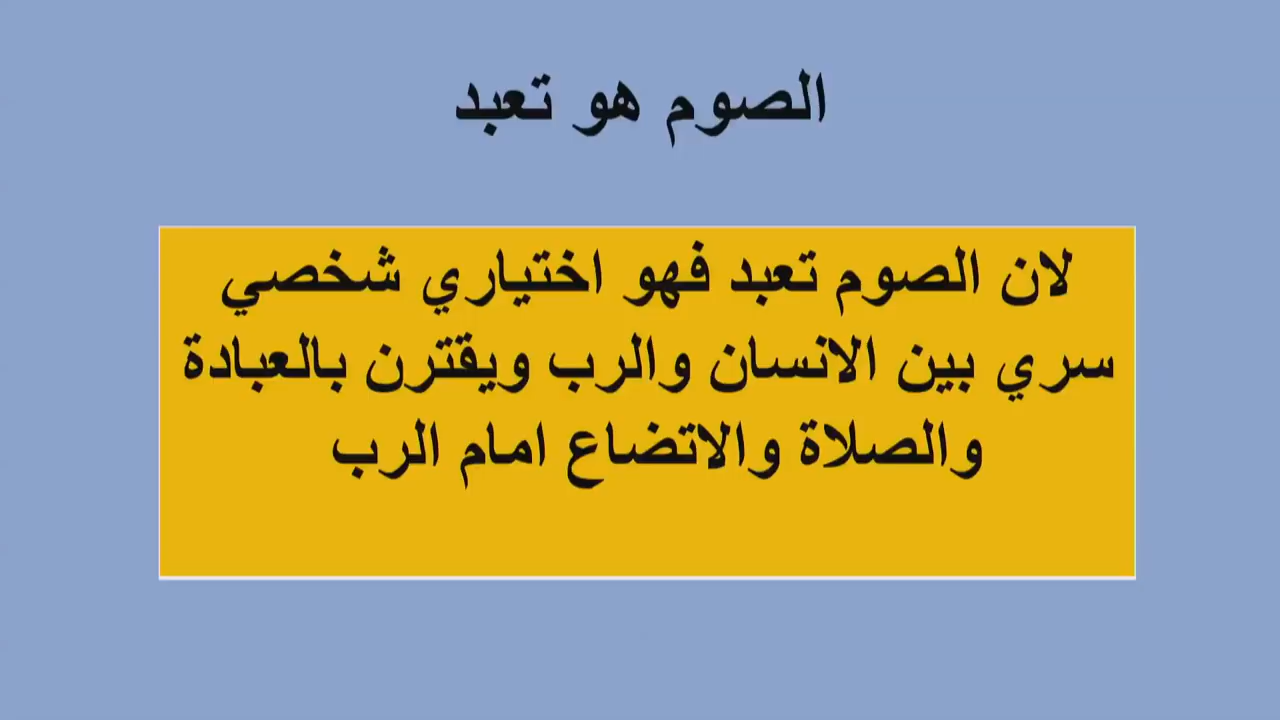 الصوم هو تعبد
لان الصوم تعبد فهو اختياري شخصي
سري بين الانسان والرب ويقترن بالعبادة
والصلاة والاتضاع امام الرب